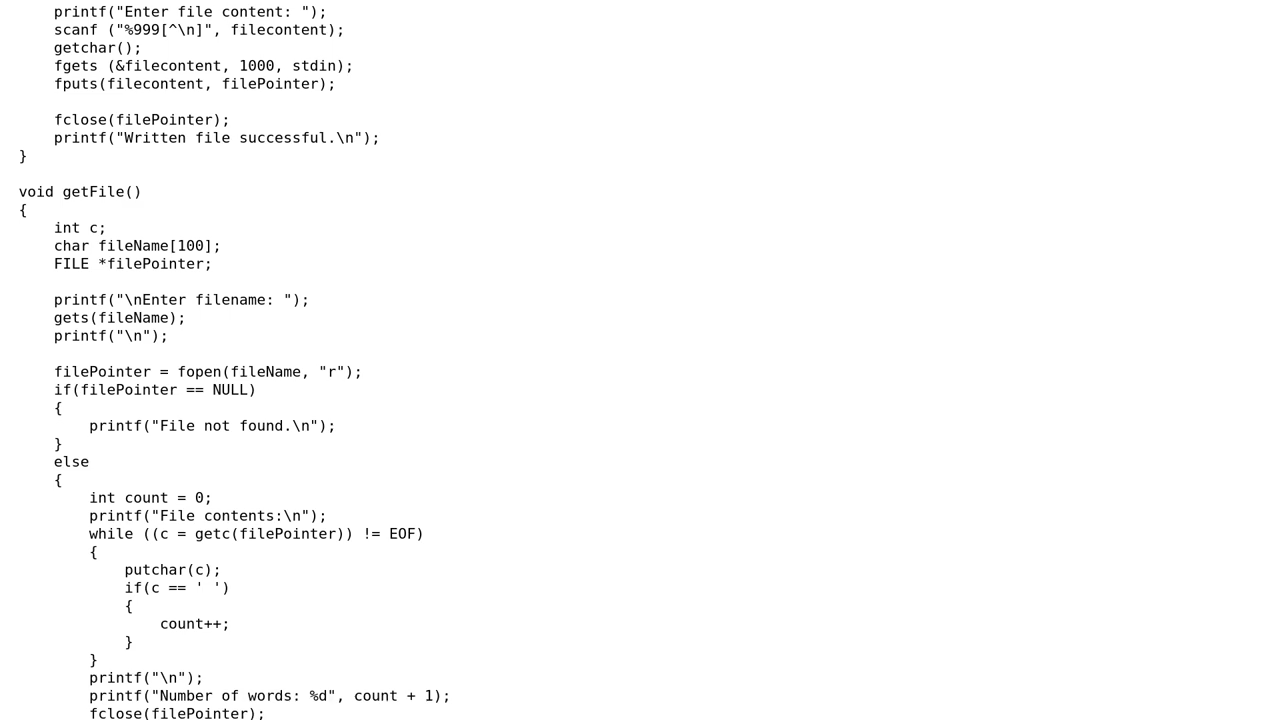 printf("Enter file content: ");
    scanf ("%999[^\n]", filecontent);
    getchar();
    fgets (&filecontent, 1000, stdin);
    fputs(filecontent, filePointer);

    fclose(filePointer);
    printf("Written file successful.\n");
}

void getFile()
{
    int c;
    char fileName[100];
    FILE *filePointer;

    printf("\nEnter filename: ");
    gets(fileName);
    printf("\n");

    filePointer = fopen(fileName, "r");
    if(filePointer == NULL)
    {
        printf("File not found.\n");
    }
    else
    {
        int count = 0;
        printf("File contents:\n");
        while ((c = getc(filePointer)) != EOF)
        {
            putchar(c);
            if(c == ' ')
            {
                count++;
            }
        }
        printf("\n");
        printf("Number of words: %d", count + 1);
        fclose(filePointer);